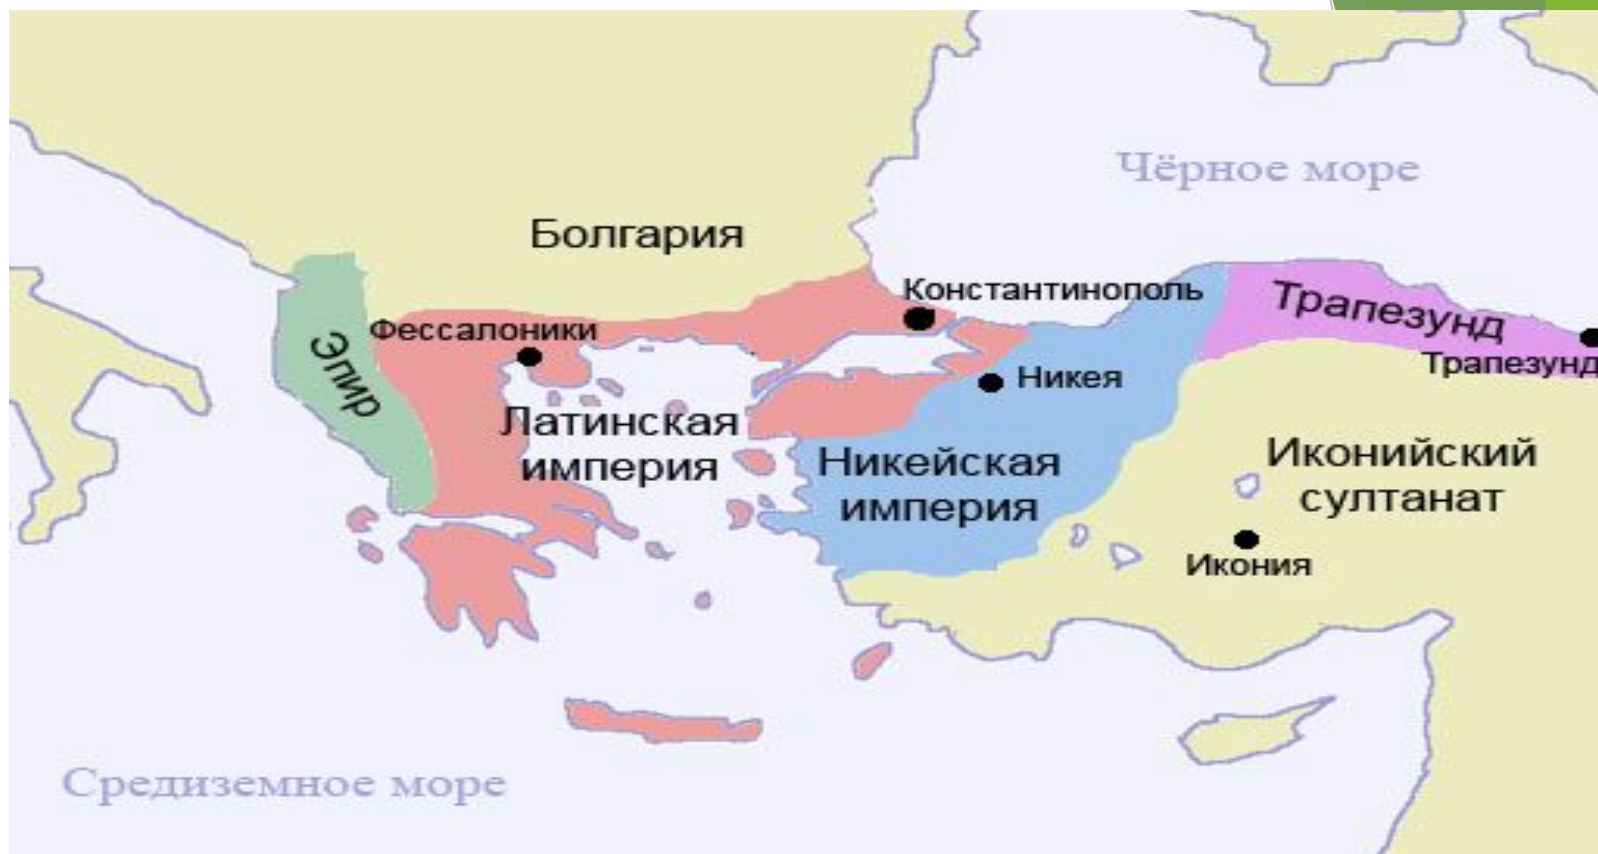 Чёрное море
Болгария
Константинополь
Трапезунд
Фессалоники
Эпир
Трапезунд
Никея
Латинская
империя
Никейская
империя
Иконийский
султанат
Икония
Средиземное море